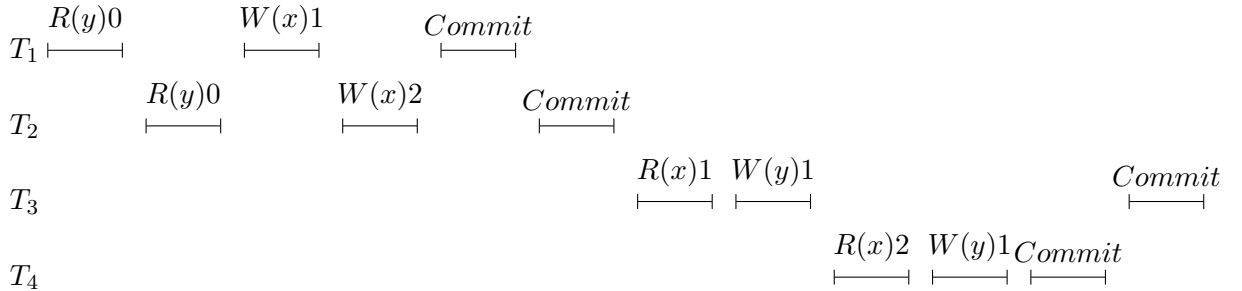 R(y)0 W(x)1 Commit
T₁
R(y)0 W(x)2 Commit
T₂
R(x)1 W(y)1 Commit
T₃
R(x)2 W(y)1 Commit
T₄